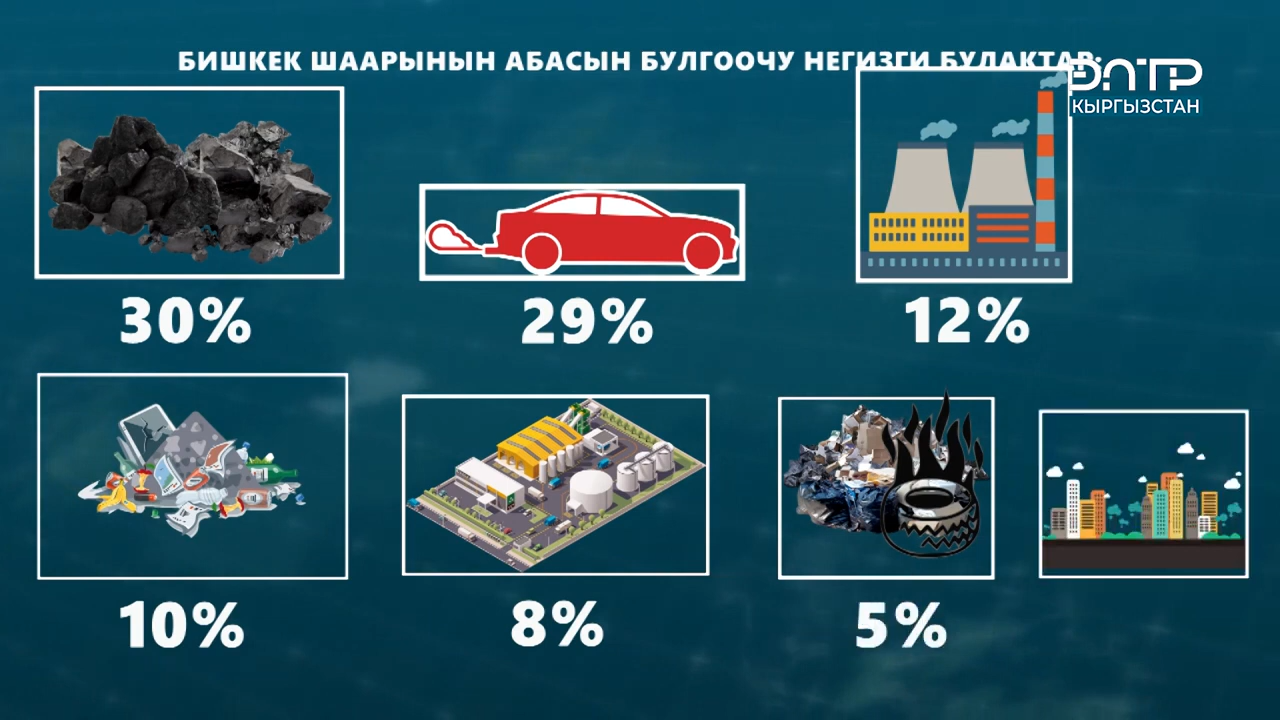 БИШКЕК ШААРЫНЫН АБАСЫН БУЛГООЧУ НЕГИЗГИ БУЛАКТАР:
ЭЛТР
КЫРГЫЗСТАН
30%
29%
12%
10%
8%
5%